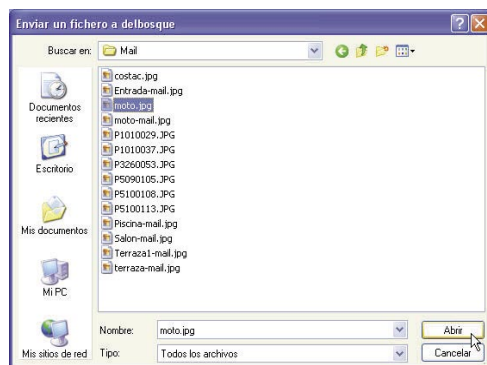 Enviar un fichero a delbosque
Buscar en: Mail
Documentos
recientes
Escritorio
Mis documentos
Mi PC
Mis sitios de red
costac.jpg
Entrada-mail.jpg
moto.jpg
moto-mail.jpg
P1010029.JPG
P1010037.JPG
P3260053.JPG
P5090105.JPG
P5100108.JPG
P5100113.JPG
Piscina-mail.jpg
Salon-mail.jpg
Terraza1-mail.jpg
terraza-mail.jpg
Nombre: moto.jpg Abrir
Tipo: Todos los archivos Cancelar